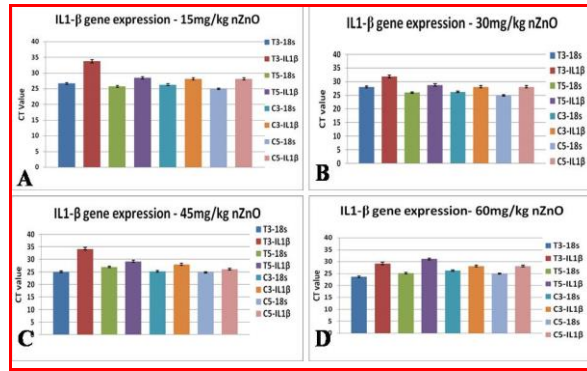 IL1-β gene expression - 15mg/kg nZnO
CT Value
40
35
30
25
20
15
10
5
0
T3-18s
T3-IL1β
T5-18s
T5-IL1β
C3-18s
C3-IL1β
C5-18s
C5-IL1β
A
IL1-β gene expression - 30mg/kg nZnO
CT Value
40
35
30
25
20
15
10
5
0
T3-18s
T3-IL1β
T5-18s
T5-IL1β
C3-18s
C3-IL1β
C5-18s
C5-IL1β
B
IL1-β gene expression - 45mg/kg nZnO
CT value
40
35
30
25
20
15
10
5
0
T3-18s
T3-IL1β
T5-18s
T5-IL1β
C3-18s
C3-IL1β
C5-18s
C5-IL1β
C
IL1-β gene expression- 60mg/kg nZnO
CT value
45
40
35
30
25
20
15
10
5
0
T3-18s
T3-IL1β
T5-18s
T5-IL1β
C3-18s
C3-IL1β
C5-18s
C5-IL1β
D